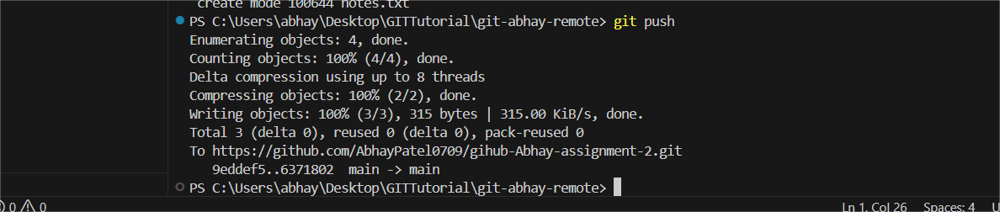 create mode 100644 notes.txt
PS C:\Users\abhay\Desktop\GITTutorial\git-abhay-remote> git push
Enumerating objects: 4, done.
Counting objects: 100% (4/4), done.
Delta compression using up to 8 threads
Compressing objects: 100% (2/2), done.
Writing objects: 100% (3/3), 315 bytes | 315.00 KiB/s, done.
Total 3 (delta 0), reused 0 (delta 0), pack-reused 0
To https://github.com/AbhayPatel0709/gihub-Abhay-assignment-2.git
   9eddef5..6371802  main -> main
PS C:\Users\abhay\Desktop\GITTutorial\git-abhay-remote>
0 0 Ln 1, Col 26 Spaces: 4